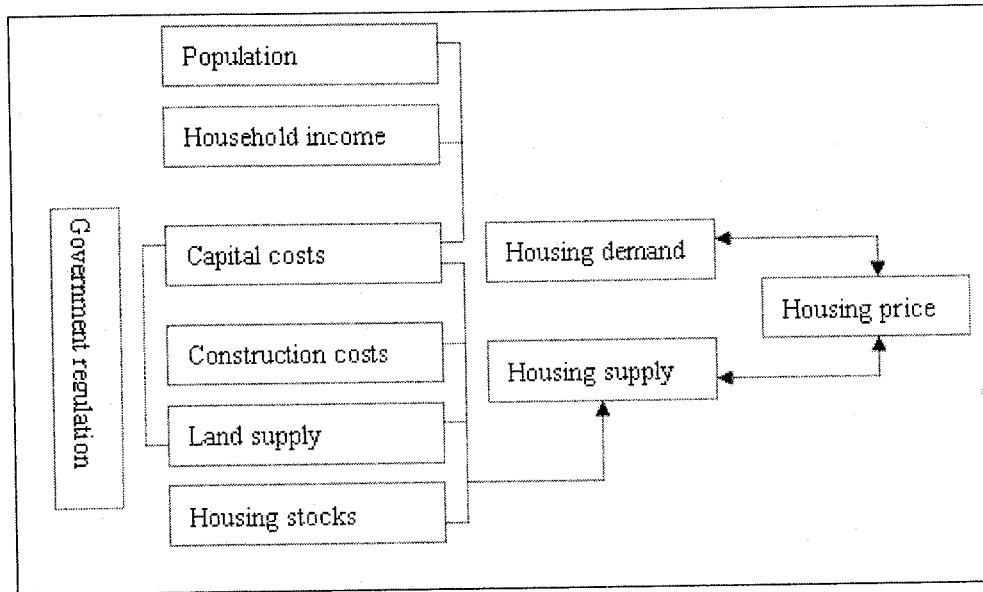 Population
Household income
Government regulation
Capital costs
Housing demand
Housing price
Construction costs
Housing supply
Land supply
Housing stocks